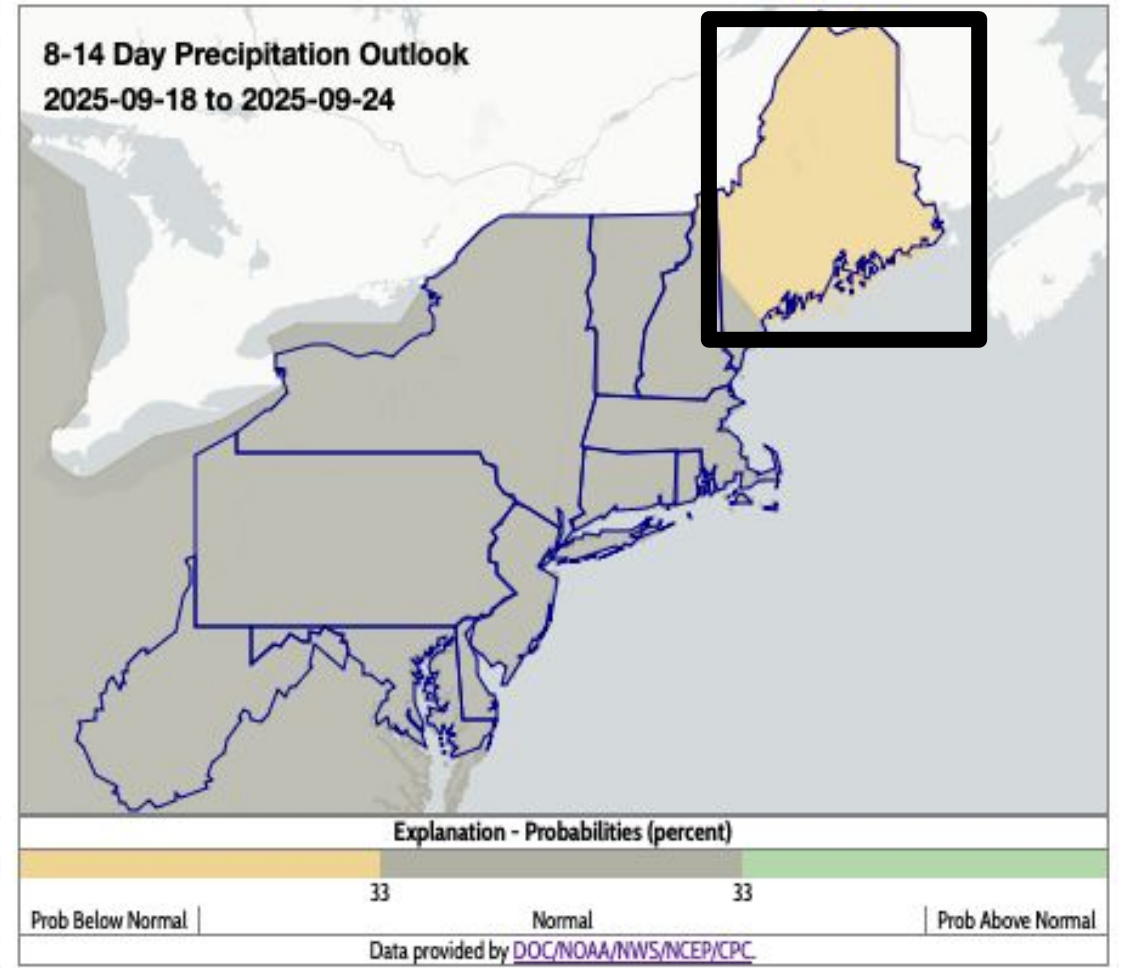 8-14 Day Precipitation Outlook
2025-09-18 to 2025-09-24
Explanation - Probabilities (percent)
33 33
Prob Below Normal Normal Prob Above Normal
Data provided by DOC/NOAA/NWS/NCEP/CPC.